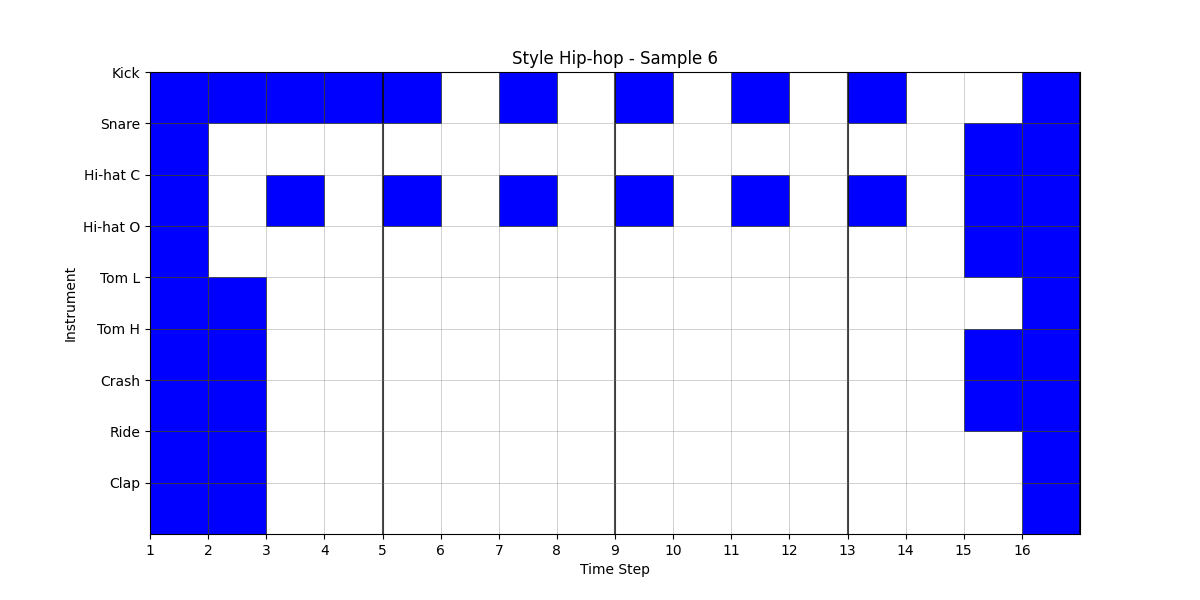 Style Hip-hop - Sample 6
Instrument
Kick
Snare
Hi-hat C
Hi-hat O
Tom L
Tom H
Crash
Ride
Clap
1 2 3 4 5 6 7 8 9 10 11 12 13 14 15 16
Time Step